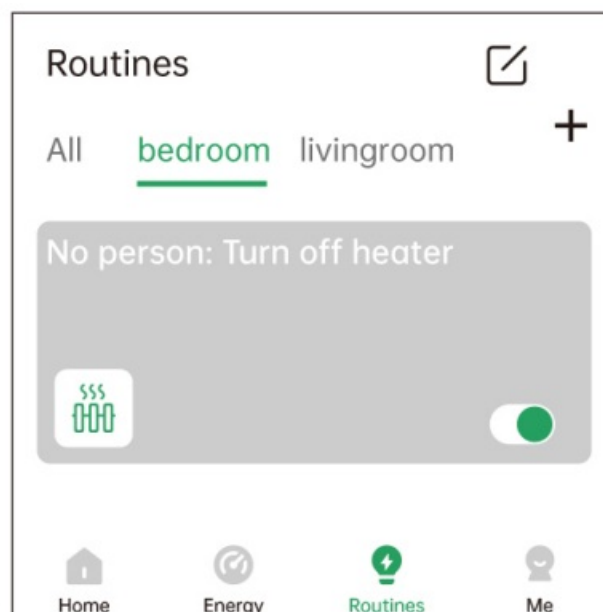 Routines
All bedroom livingroom
No person: Turn off heater
Home Energy Routines Me